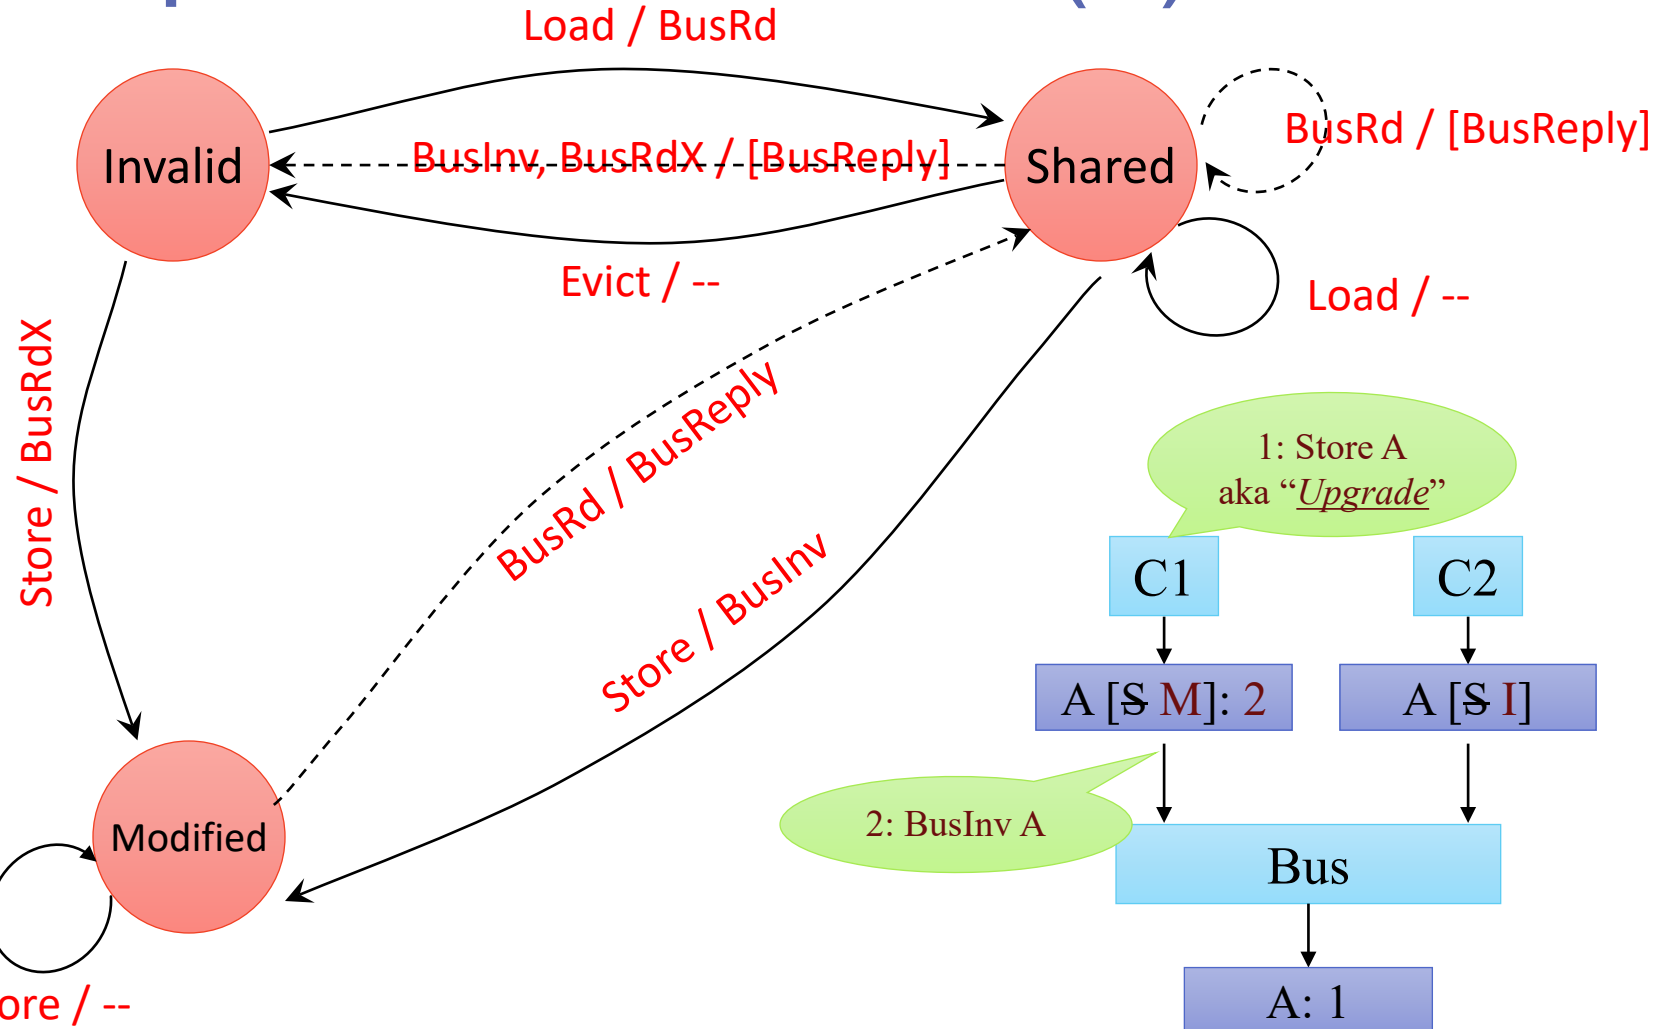 Load / BusRd
BusRd / [BusReply]
Invalid
BusInv, BusRdX / [BusReply]
Shared
Evict / --
Load / --
Store / BusRdX
BusRd / BusReply
Store / BusInv
1: Store A
aka “Upgrade”
C1
C2
A [S M]: 2
A [S I]
Modified
2: BusInv A
Bus
ore / --
A: 1